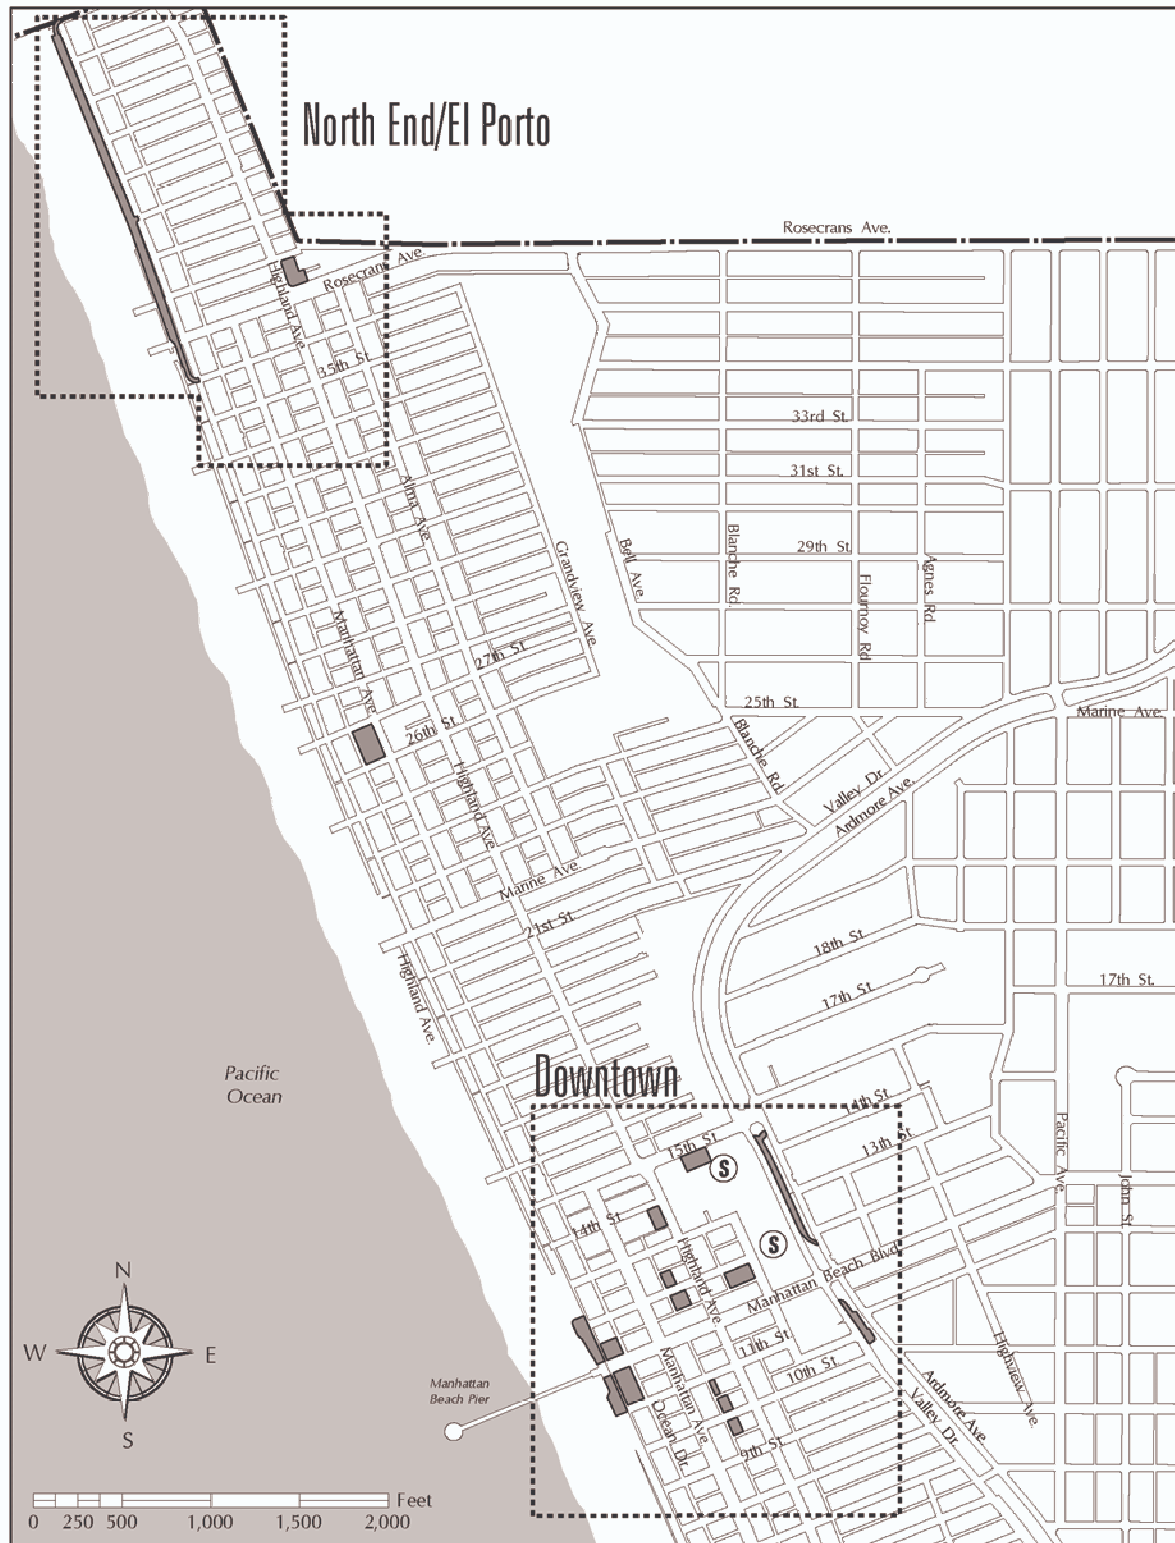 North End/El Porto
Rosecrans Ave.
Rosecrans Ave.
Highland Ave.
35th St.
33rd St.
31st St.
Alma Ave.
Grandview Ave.
Bell Ave.
Blanche Rd.
29th St.
Flournoy Rd
Agnes Rd.
Manhattan Ave.
27th St.
25th St.
Marine Ave.
26th St.
Blanche Rd.
Highland Ave.
Valley Dr.
Ardmore Ave.
Marine Ave.
21st St.
Highland Ave.
18th St
17th St.
17th St.
Pacific
Ocean
Downtown
14th St
15th St
S
13th St.
Pacific Ave.
John St.
14th St
S
Highland Ave.
Manhattan Beach Blvd
N
W
E
S
11th St.
10th St.
Highview Ave.
Manhattan
Beach Pier
Manhattan Ave.
Ocean Dr.
9th St.
Ardmore Ave.
Valley Dr.
Feet
0 250 500 1,000 1,500 2,000